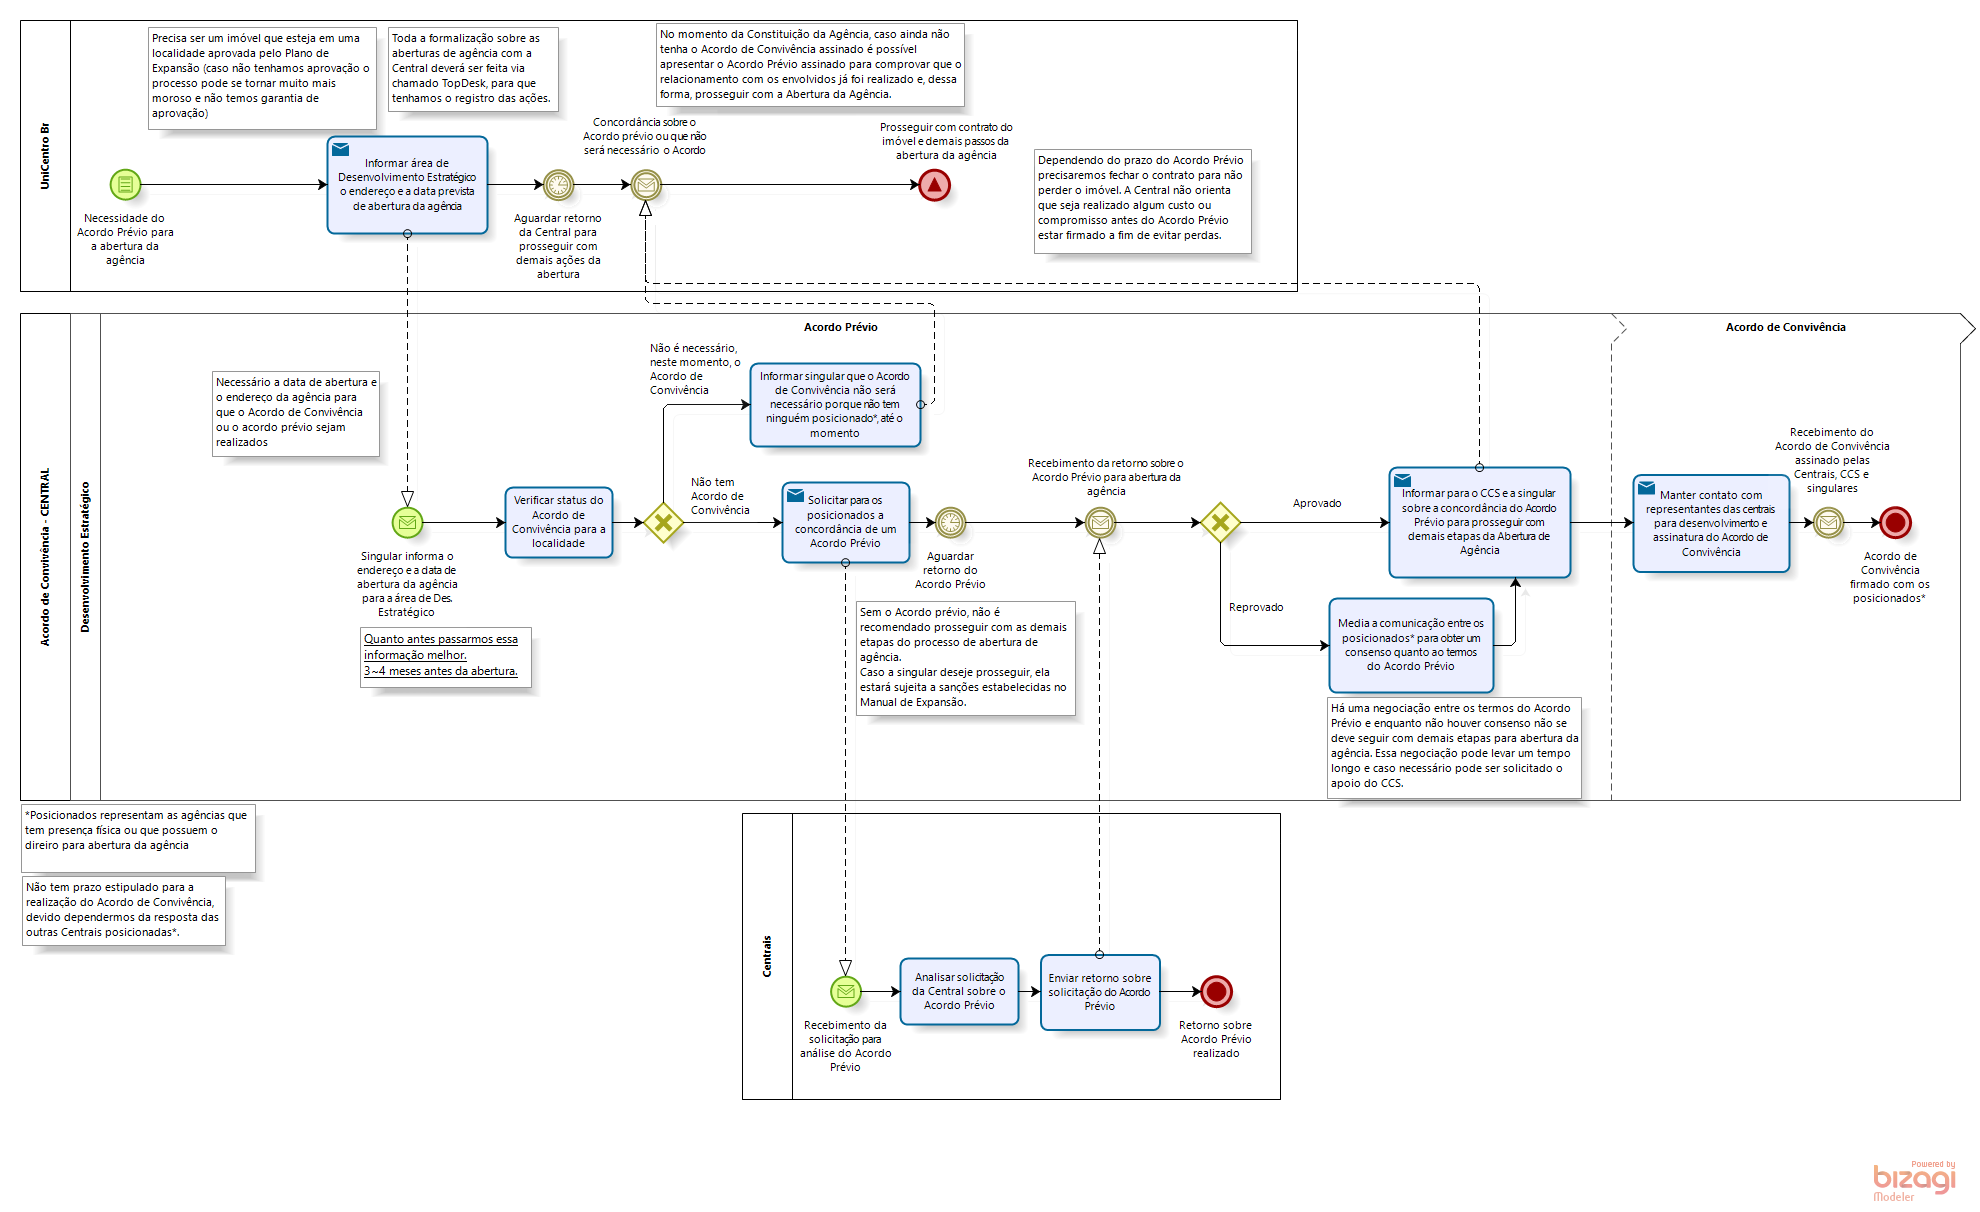 UniCentro Br
Precisa ser um imóvel que esteja em uma
localidade aprovada pelo Plano de
Expansão (caso não tenhamos aprovação o
processo pode se tornar muito mais
moroso e não temos garantia de
aprovação)
Toda a formalização sobre as
aberturas de agência com a
Central deverá ser feita via
chamado TopDesk, para que
tenhamos o registro das ações.
No momento da Constituição da Agência, caso ainda não
tenha o Acordo de Convivência assinado é possível
apresentar o Acordo Prévio assinado para comprovar que o
relacionamento com os envolvidos já foi realizado e, dessa
forma, prosseguir com a Abertura da Agência.
Necessidade do
Acordo Prévio para
a abertura da
agência
Informar área de
Desenvolvimento Estratégico
o endereço e a data prevista
de abertura da agência
Aguardar retorno
da Central para
prosseguir com
demais ações da
abertura
Concordância sobre o
Acordo prévio ou que não
será necessário o Acordo
Prosseguir com contrato do
imóvel e demais passos da
abertura da agência
Dependendo do prazo do Acordo Prévio
precisaremos fechar o contrato para não
perder o imóvel. A Central não orienta
que seja realizado algum custo ou
compromisso antes do Acordo Prévio
estar firmado a fim de evitar perdas.
Acordo de Convivência - CENTRAL
Desenvolvimento Estratégico
Acordo Prévio
Acordo de Convivência
Necessário a data de abertura e
o endereço da agência para
que o Acordo de Convivência
ou o acordo prévio sejam
realizados
Singular informa o
endereço e a data de
abertura da agência
para a área de Des.
Estratégico
Quanto antes passarmos essa
informação melhor.
3~4 meses antes da abertura.
Verificar status do
Acordo de
Convivência para a
localidade
Não é necessário,
neste momento, o
Acordo de
Convivência
Informar singular que o Acordo
de Convivência não será
necessário porque não tem
ninguém posicionado*, até o
momento
Não tem
Acordo de
Convivência
Solicitar para os
posicionados a
concordância de um
Acordo Prévio
Aguardar
retorno do
Acordo Prévio
Sem o Acordo prévio, não é
recomendado prosseguir com as demais
etapas do processo de abertura de
agência.
Caso a singular deseje prosseguir, ela
estará sujeita a sanções estabelecidas no
Manual de Expansão.
Recebimento da retorno sobre o
Acordo Prévio para abertura da
agência
Aprovado
Reprovado
Informar para o CCS e a singular
sobre a concordância do Acordo
Prévio para prosseguir com
demais etapas da Abertura de
Agência
Media a comunicação entre os
posicionados* para obter um
consenso quanto ao termos
do Acordo Prévio
Há uma negociação entre os termos do Acordo
Prévio e enquanto não houver consenso não se
deve seguir com demais etapas para abertura da
agência. Essa negociação pode levar um tempo
longo e caso necessário pode ser solicitado o
apoio do CCS.
Manter contato com
representantes das centrais
para desenvolvimento e
assinatura do Acordo de
Convivência
Recebimento do
Acordo de Convivência
assinado pelas
Centrais, CCS e
singulares
Acordo de
Convivência
firmado com os
posicionados*
*Posicionados representam as agências que
tem presença física ou que possuem o
direiro para abertura da agência
Não tem prazo estipulado para a
realização do Acordo de Convivência,
devido dependermos da resposta das
outras Centrais posicionadas*.
Centrais
Recebimento da
solicitação para
análise do Acordo
Prévio
Analisar solicitação
da Central sobre o
Acordo Prévio
Enviar retorno sobre
solicitação do Acordo
Prévio
Retorno sobre
Acordo Prévio
realizado
Powered by
bizagi
Modeler